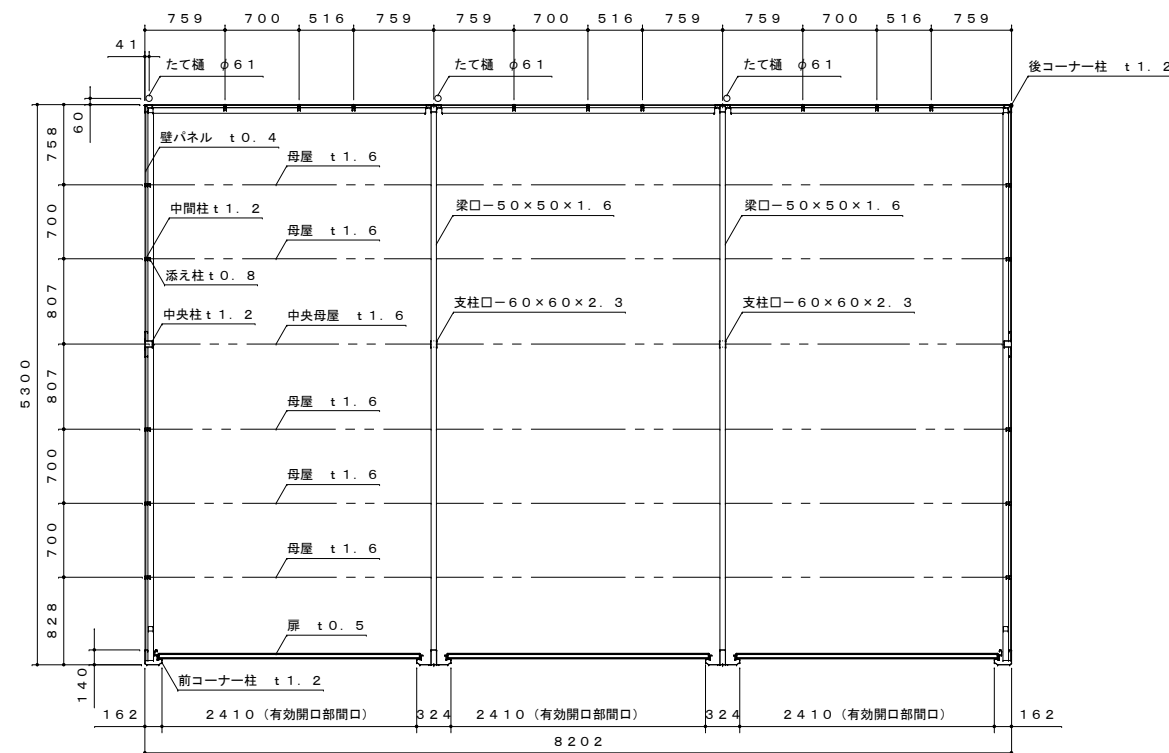 ７５９ ７００ ５１６ ７５９ ７５９ ７００ ５１６ ７５９ ７５９ ７００ ５１６ ７５９
４１
たて樋 φ６１ たて樋 φ６１ たて樋 φ６１
後コーナー柱 ｔ１．２
６０
７５８
壁パネル ｔ０．４
母屋 ｔ１．６
７００
中間柱ｔ１．２
梁口－５０×５０×１．６ 梁口－５０×５０×１．６
母屋 ｔ１．６
添え柱ｔ０．８
８０７
中央柱ｔ１．２
中央母屋 ｔ１．６
支柱口－６０×６０×２．３ 支柱口－６０×６０×２．３
５３００
８０７
母屋 ｔ１．６
７００
母屋 ｔ１．６
７００
母屋 ｔ１．６
８２８
扉 ｔ０．５
１４０
前コーナー柱 ｔ１．２
１６２ ２４１０（有効開口部間口） ３２４ ２４１０（有効開口部間口） ３２４ ２４１０（有効開口部間口） １６２
８２０２